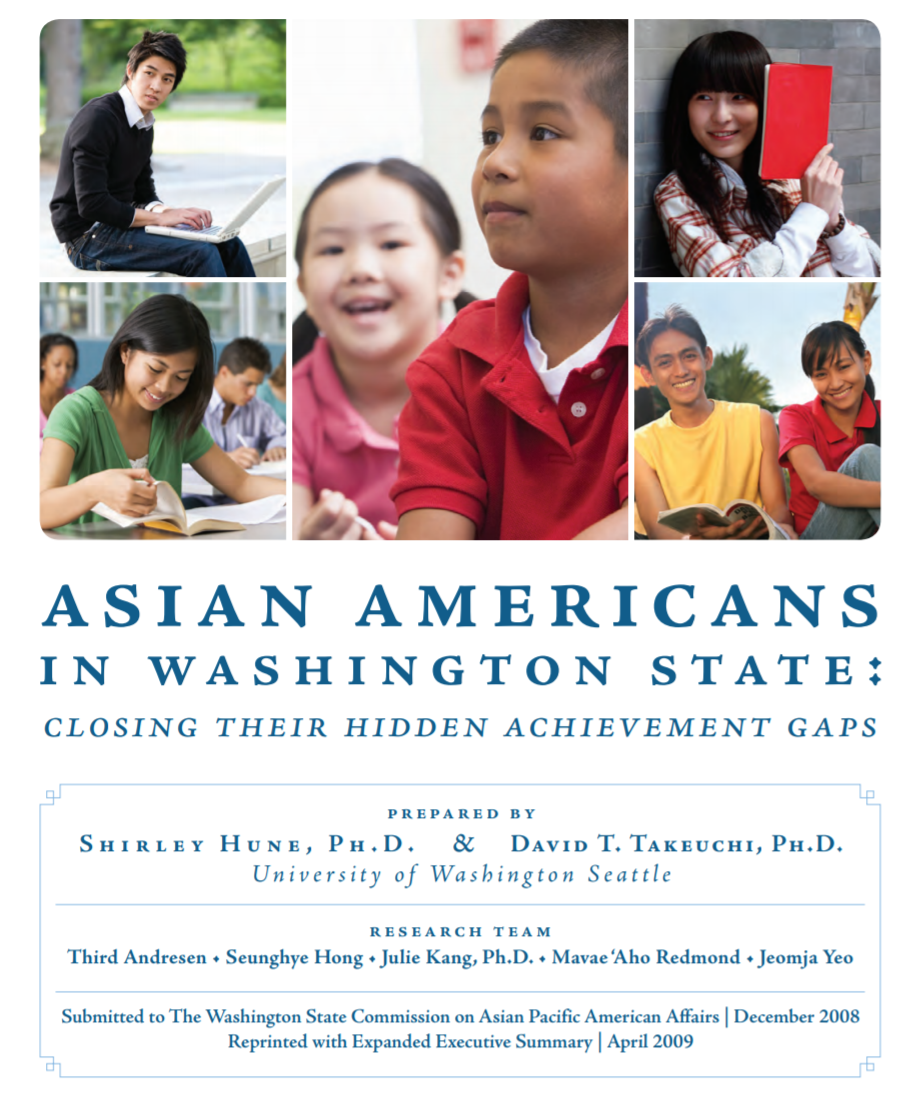 ASIAN AMERICANS
IN WASHINGTON STATE:
CLOSING THEIR HIDDEN ACHIEVEMENT GAPS
PREPARED BY
SHIRLEY HUNE, PH.D. & DAVID T. TAKEUCHI, PH.D.
University of Washington Seattle
RESEARCH TEAM
Third Andresen ♦ Seunghye Hong ♦ Julie Kang, Ph.D. ♦ Mavae ‘Aho Redmond ♦ Jeomja Yeo
Submitted to The Washington State Commission on Asian Pacific American Affairs | December 2008
Reprinted with Expanded Executive Summary | April 2009